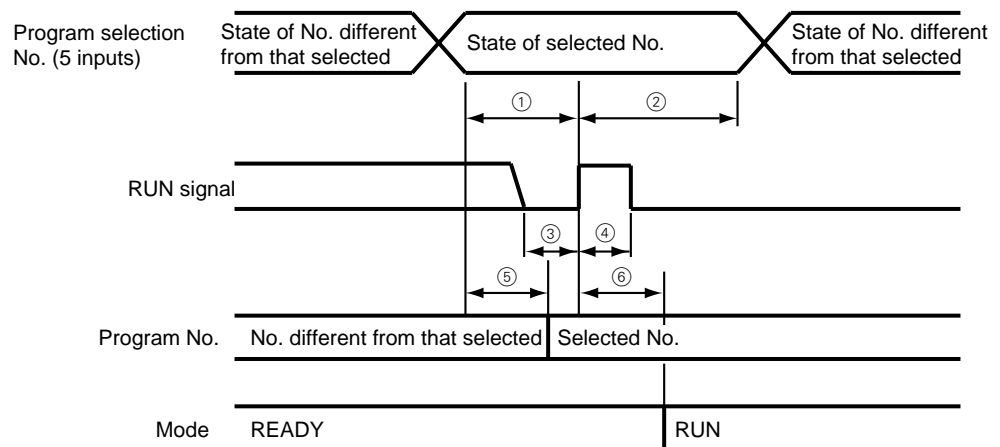 Program selection
No. (5 inputs)
State of No. different
from that selected
State of selected No.
State of No. different
from that selected
①
②
RUN signal
③
④
⑤
⑥
Program No.
No. different from that selected
Selected No.
Mode
READY
RUN